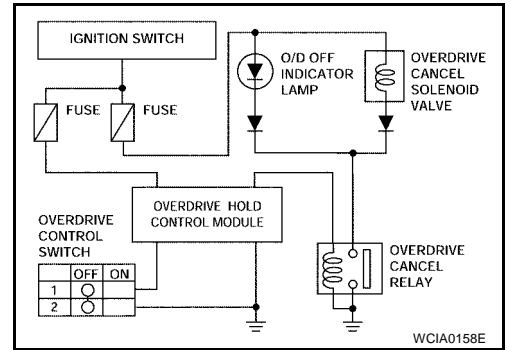 IGNITION SWITCH
FUSE
FUSE
O/D OFF
INDICATOR
LAMP
OVERDRIVE
CANCEL
SOLENOID
VALVE
OVERDRIVE HOLD
CONTROL MODULE
OVERDRIVE
CONTROL
SWITCH
OFF ON
1
2
OVERDRIVE
CANCEL
RELAY
WCIA0158E